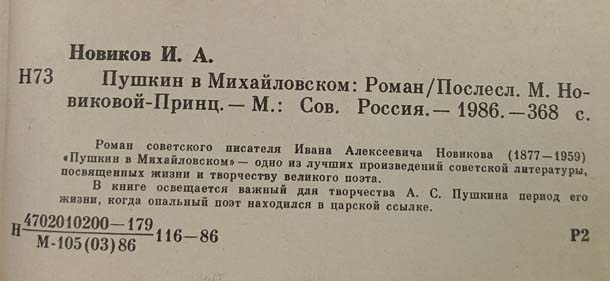 Новиков И. А.
Н73 Пушкин в Михайловском: Роман/Послесл. М. Но-
виковой-Принц.— М.: Сов. Россия.— 1986.—368 с.
Роман советского писателя Ивана Алексеевича Новикова (1877—1959)
«Пушкин в Михайловском»— одно из лучших произведений советской литературы,
посвященных жизни и творчеству великого поэта.
В книге освещается важный для творчества А. С. Пушкина период его
жизни, когда опальный поэт находился в царской ссылке.
4702010200—179
Н 116—86
М-105(03)86
Р2